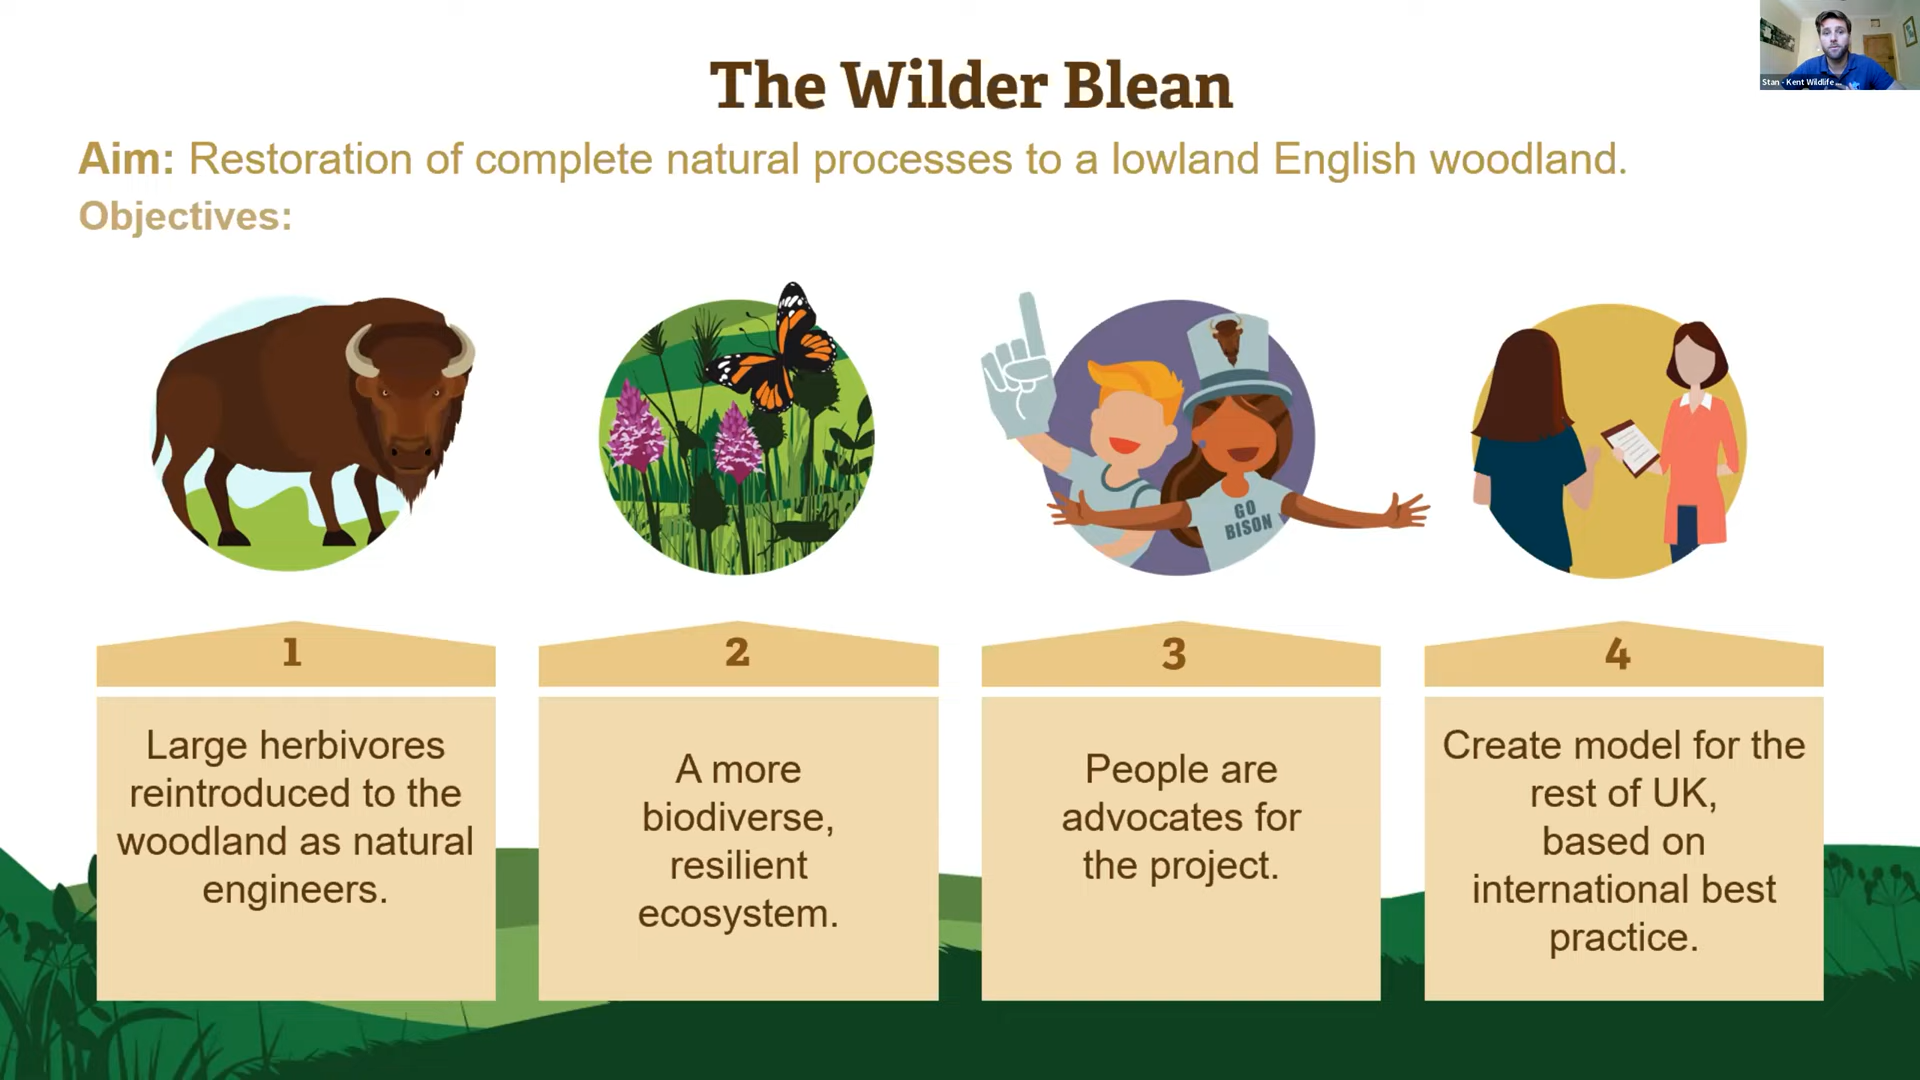 The Wilder Blean
Stan - Kent Wildlife ...
Aim: Restoration of complete natural processes to a lowland English woodland.
Objectives:
GO
BISON
1
Large herbivores
reintroduced to the
woodland as natural
engineers.
2
A more
biodiverse,
resilient
ecosystem.
3
People are
advocates for
the project.
4
Create model for the
rest of UK,
based on
international best
practice.